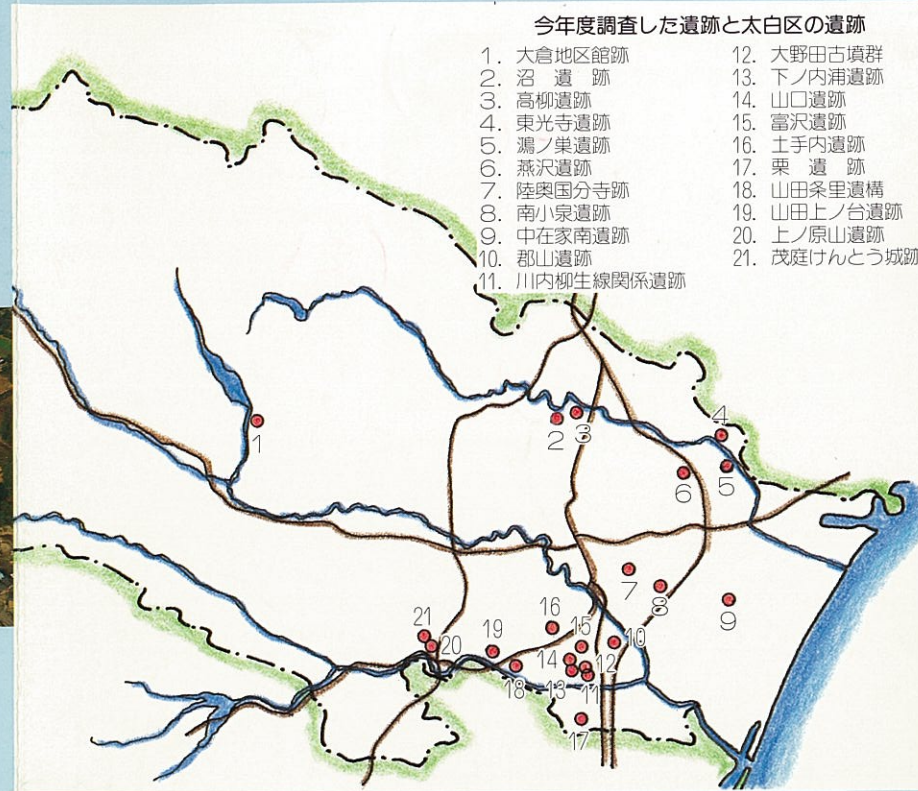 今年度調査した遺跡と太白区の遺跡
1. 大倉地区館跡
2. 沼 遺 跡
3. 高柳遺跡
4. 東光寺遺跡
5. 鴻ノ巣遺跡
6. 燕沢遺跡
7. 陸奥国分寺跡
8. 南小泉遺跡
9. 中在家南遺跡
10. 郡山遺跡
11. 川内柳生線関係遺跡
12. 大野田古墳群
13. 下ノ内浦遺跡
14. 山口遺跡
15. 富沢遺跡
16. 土手内遺跡
17. 栗 遺 跡
18. 山田条里遺構
19. 山田上ノ台遺跡
20. 上ノ原山遺跡
21. 茂庭けんとう城跡
1
2
3
4
5
6
7
8
9
10
11
12
13
14
15
16
17
18
19
20
21